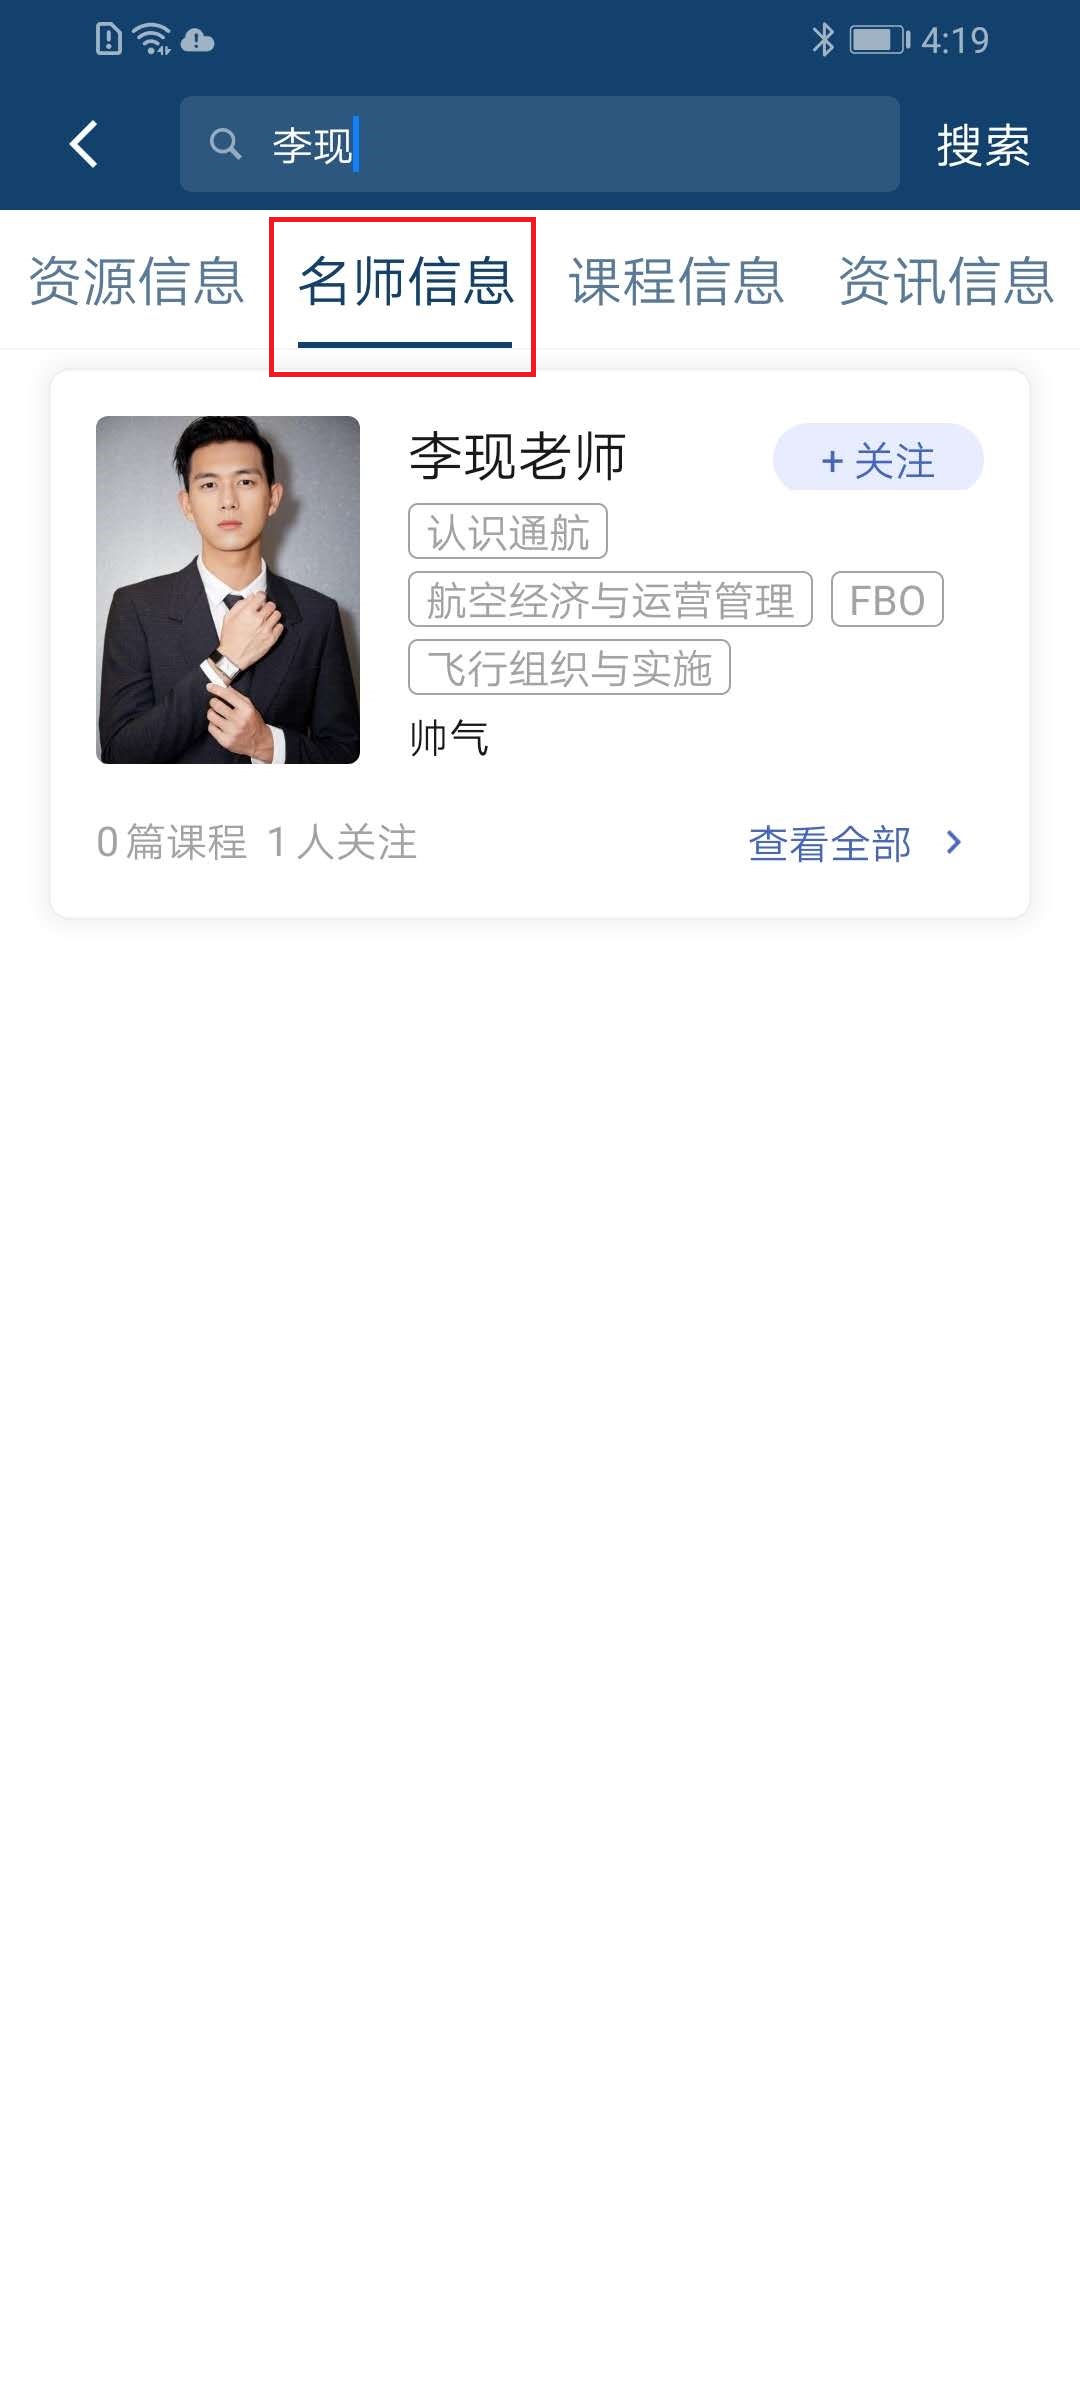 4:19
李现
搜索
资源信息 名师信息 课程信息 资讯信息
李现老师
+ 关注
认识通航
航空经济与运营管理 FBO
飞行组织与实施
帅气
0篇课程 1人关注
查看全部